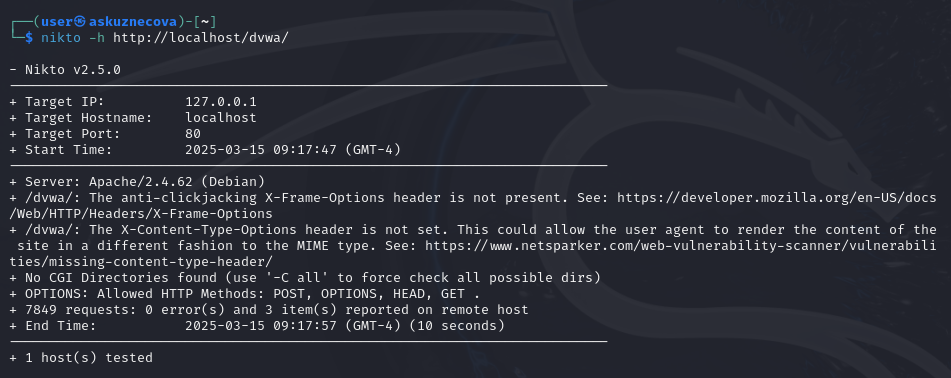 ┌──(user㉿askuznecova)-[~]
└─$ nikto -h http://localhost/dvwa/
- Nikto v2.5.0
---------------------------------------------------------------------------
+ Target IP:          127.0.0.1
+ Target Hostname:    localhost
+ Target Port:        80
+ Start Time:         2025-03-15 09:17:47 (GMT-4)
---------------------------------------------------------------------------
+ Server: Apache/2.4.62 (Debian)
+ /dvwa/: The anti-clickjacking X-Frame-Options header is not present. See: https://developer.mozilla.org/en-US/docs
/Web/HTTP/Headers/X-Frame-Options
+ /dvwa/: The X-Content-Type-Options header is not set. This could allow the user agent to render the content of the
 site in a different fashion to the MIME type. See: https://www.netsparker.com/web-vulnerability-scanner/vulnerabili
ties/missing-content-type-header/
+ No CGI Directories found (use '-C all' to force check all possible dirs)
+ OPTIONS: Allowed HTTP Methods: POST, OPTIONS, HEAD, GET .
+ 7849 requests: 0 error(s) and 3 item(s) reported on remote host
+ End Time:           2025-03-15 09:17:57 (GMT-4) (10 seconds)
---------------------------------------------------------------------------
+ 1 host(s) tested